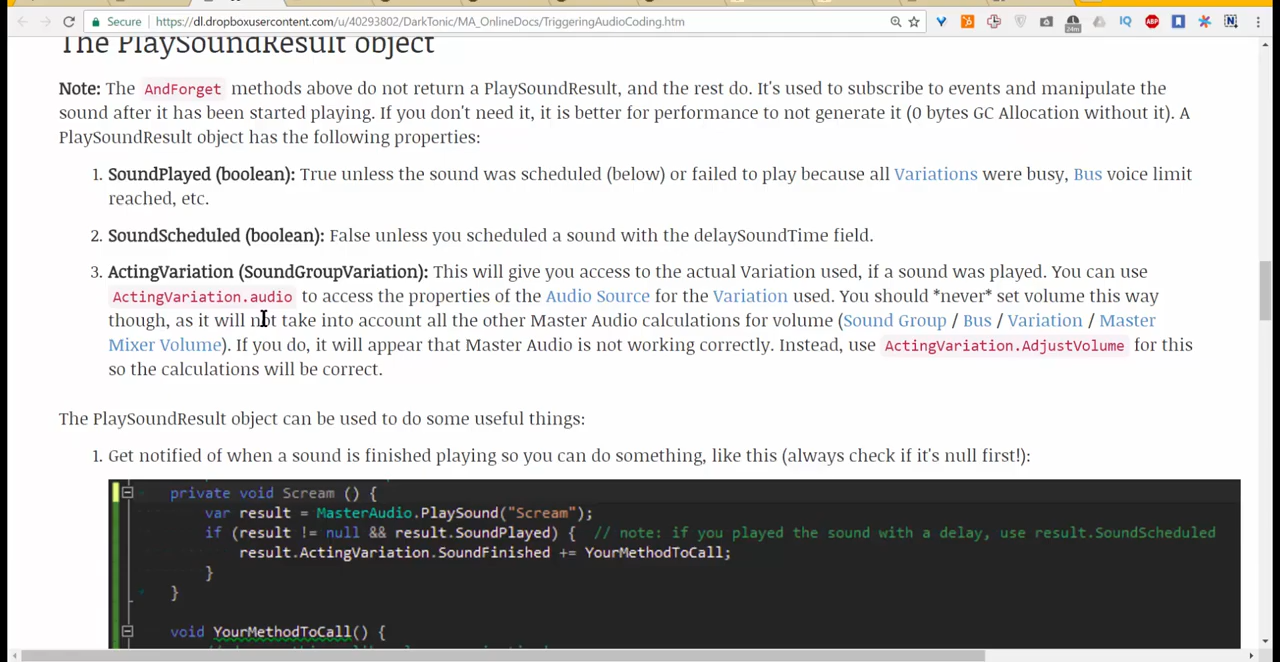 Secure https://dl.dropboxusercontent.com/u/40293802/DarkTonic/MA_OnlineDocs/TriggeringAudioCoding.htm
24m
IQ
ABP
N
The PlaySoundResult object
Note: The AndForget methods above do not return a PlaySoundResult, and the rest do. It's used to subscribe to events and manipulate the
sound after it has been started playing. If you don't need it, it is better for performance to not generate it (0 bytes GC Allocation without it). A
PlaySoundResult object has the following properties:
1. SoundPlayed (boolean): True unless the sound was scheduled (below) or failed to play because all Variations were busy, Bus voice limit
reached, etc.
2. SoundScheduled (boolean): False unless you scheduled a sound with the delaySoundTime field.
3. ActingVariation (SoundGroupVariation): This will give you access to the actual Variation used, if a sound was played. You can use
ActingVariation.audio to access the properties of the Audio Source for the Variation used. You should *never* set volume this way
though, as it will not take into account all the other Master Audio calculations for volume (Sound Group / Bus / Variation / Master
Mixer Volume). If you do, it will appear that Master Audio is not working correctly. Instead, use ActingVariation.AdjustVolume for this
so the calculations will be correct.
The PlaySoundResult object can be used to do some useful things:
1. Get notified of when a sound is finished playing so you can do something, like this (always check if it's null first!):
private void Scream () {
var result = MasterAudio.PlaySound("Scream");
if (result != null && result.SoundPlayed) { // note: if you played the sound with a delay, use result.SoundScheduled
result.ActingVariation.SoundFinished += YourMethodToCall;
}
}
void YourMethodToCall() {